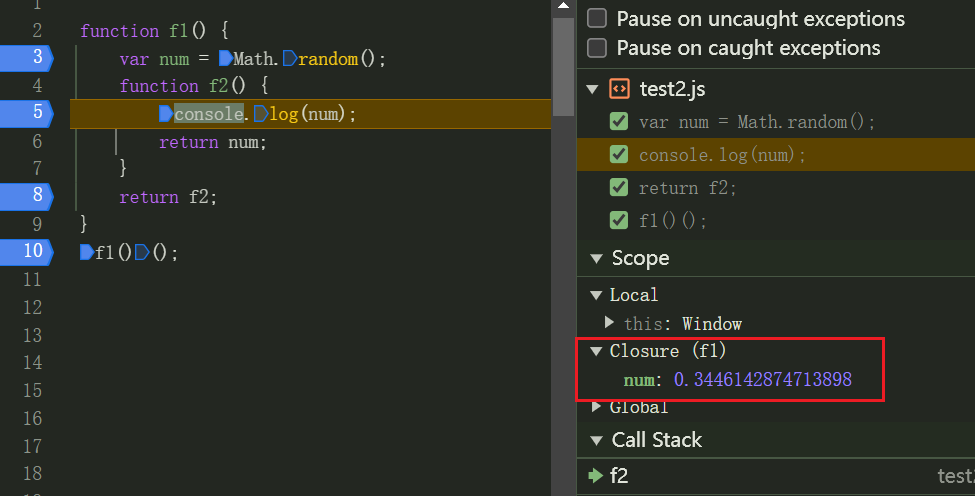 1
2 function f1() {
3 var num = Math.random();
4 function f2() {
5 console.log(num);
6 return num;
7 }
8 return f2;
9 }
10 f1()();
11
12
13
14
15
16
17
18
Pause on uncaught exceptions
Pause on caught exceptions
test2.js
var num = Math.random();
console.log(num);
return f2;
f1()();
Scope
Local
this: Window
Closure (f1)
num: 0.3446142874713898
Global
Call Stack
f2 test2